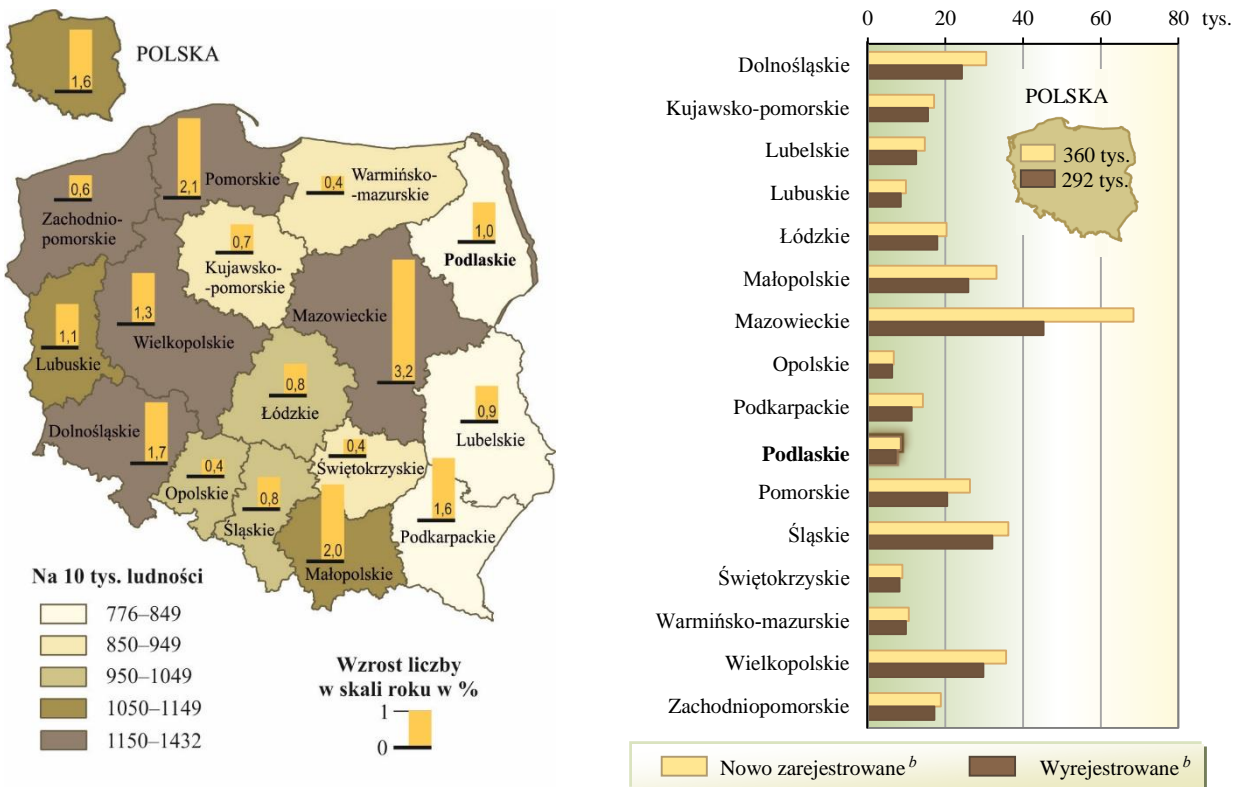 POLSKA
1,6
0,6
Zachodnio-
pomorskie
2,1
Pomorskie
0,4
Warmińsko-
-mazurskie
1,0
Podlaskie
0,7
Kujawsko-
-pomorskie
1,3
Wielkopolskie
Mazowieckie
3,2
1,1
Lubuskie
0,8
Łódzkie
Dolnośląskie
1,7
0,9
Lubelskie
0,4
Opolskie
0,8
Śląskie
0,4
Świętokrzyskie
2,0
Małopolskie
1,6
Podkarpackie
Na 10 tys. ludności
776–849
850–949
950–1049
1050–1149
1150–1432
Wzrost liczby
w skali roku w %
1
0
0 20 40 60 80 tys.
Dolnośląskie
Kujawsko-pomorskie
Lubelskie
Lubuskie
Łódzkie
Małopolskie
Mazowieckie
Opolskie
Podkarpackie
Podlaskie
Pomorskie
Śląskie
Świętokrzyskie
Warmińsko-mazurskie
Wielkopolskie
Zachodniopomorskie
POLSKA
360 tys.
292 tys.
Nowo zarejestrowane b Wyrejestrowane b